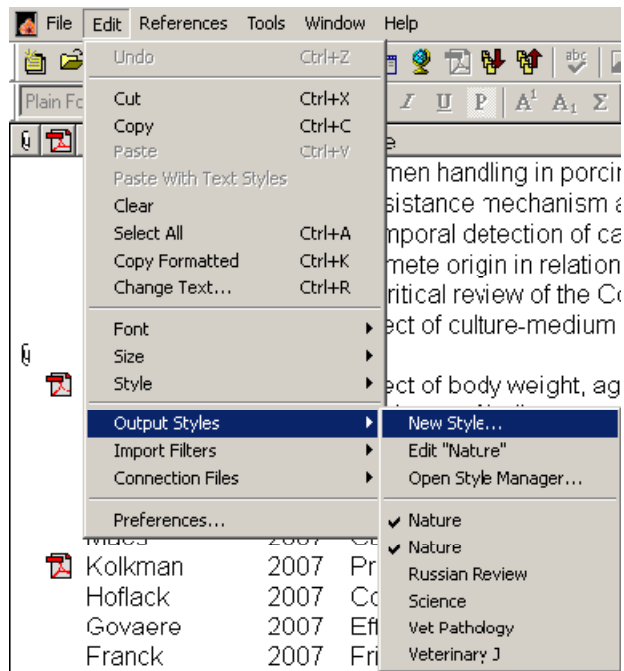 File Edit References Tools Window Help
Undo Ctrl+Z
abc
Plain Fo I U P A¹ A₁ Σ
Cut Ctrl+X
Copy Ctrl+C
Paste Ctrl+V
Paste With Text Styles
men handling in porcin
Clear
sistance mechanism a
Select All Ctrl+A
mporal detection of ca
Copy Formatted Ctrl+K
mete origin in relation
Change Text... Ctrl+R
ritical review of the Co
Font
ect of culture-medium
Size
Style
ect of body weight, ag
Output Styles
New Style...
Import Filters
Edit "Nature"
Connection Files
Open Style Manager...
Preferences...
Nature
2007
Nature
Kolkman 2007 Pr
Russian Review
Hoflack 2007 Co
Science
Govaere 2007 Eff
Vet Pathology
Franck 2007 Fri
Veterinary J